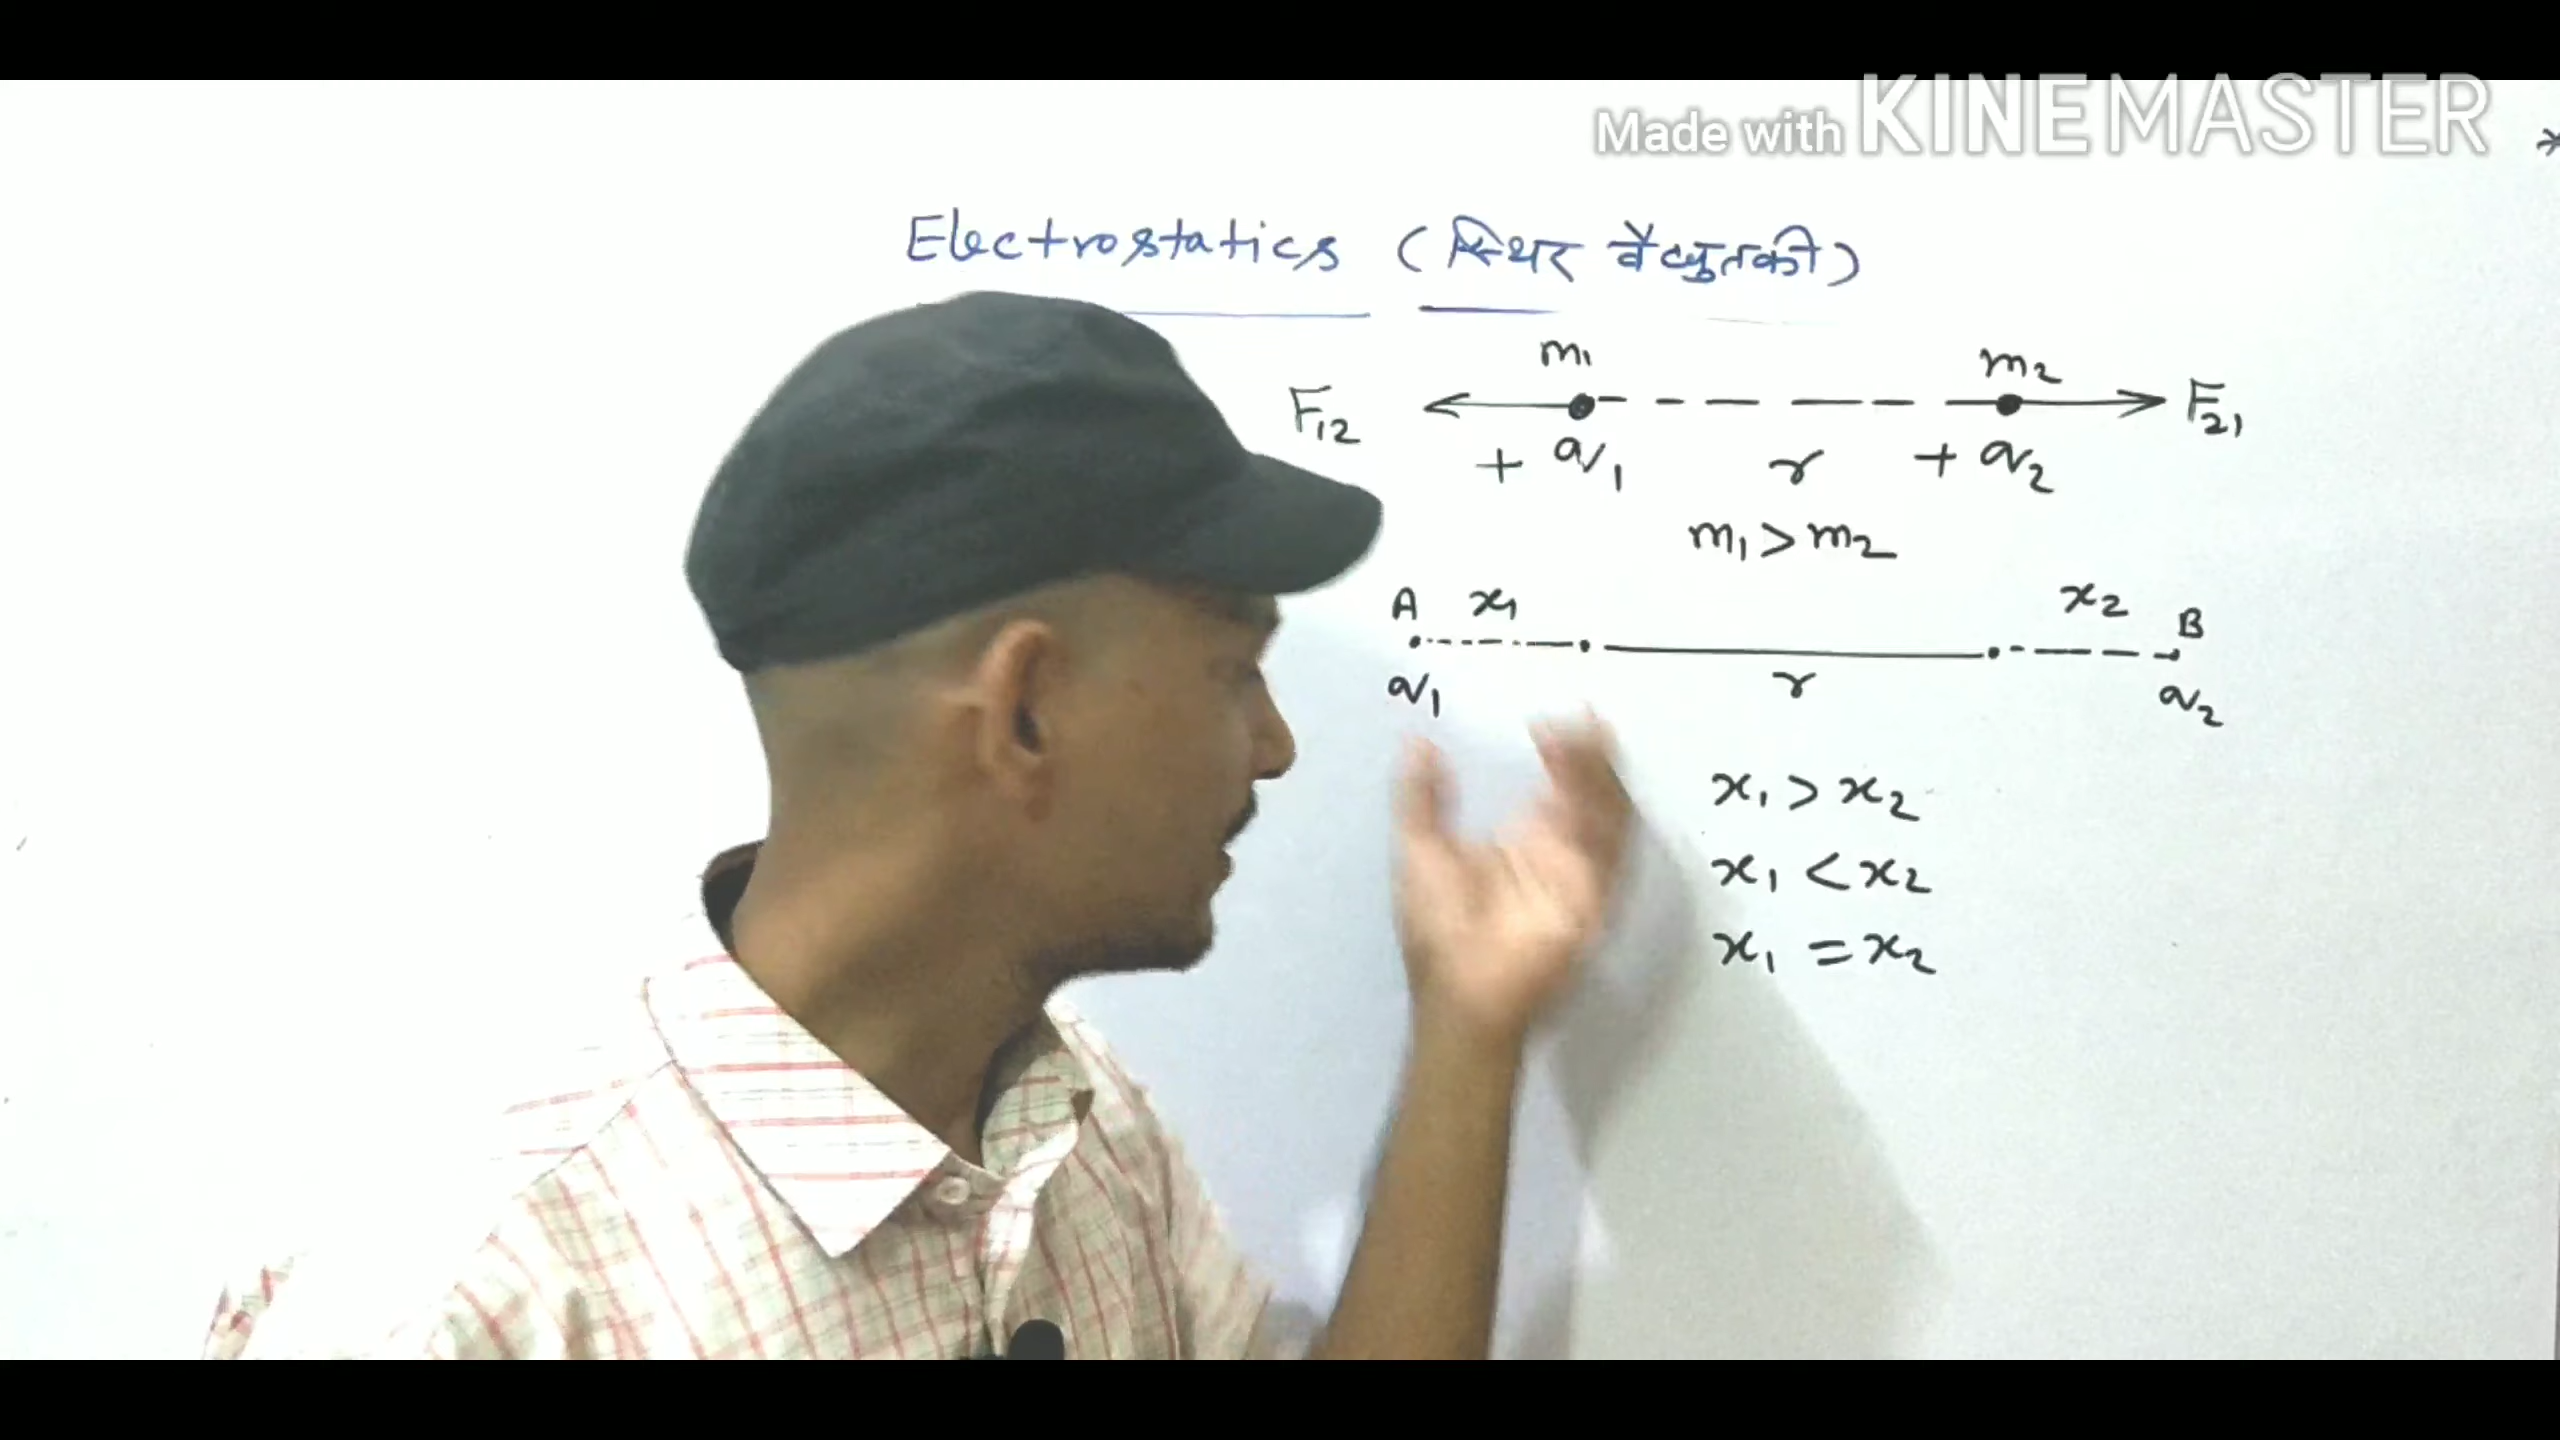 Made with KINEMASTER
Electrostatics (स्थिर वैद्युतकी)
m₁ m₂
F₁₂ F₂₁
+ q₁ r + q₂
m₁ > m₂
A x₁ x₂ B
q₁ r q₂
x₁ > x₂
x₁ < x₂
x₁ = x₂